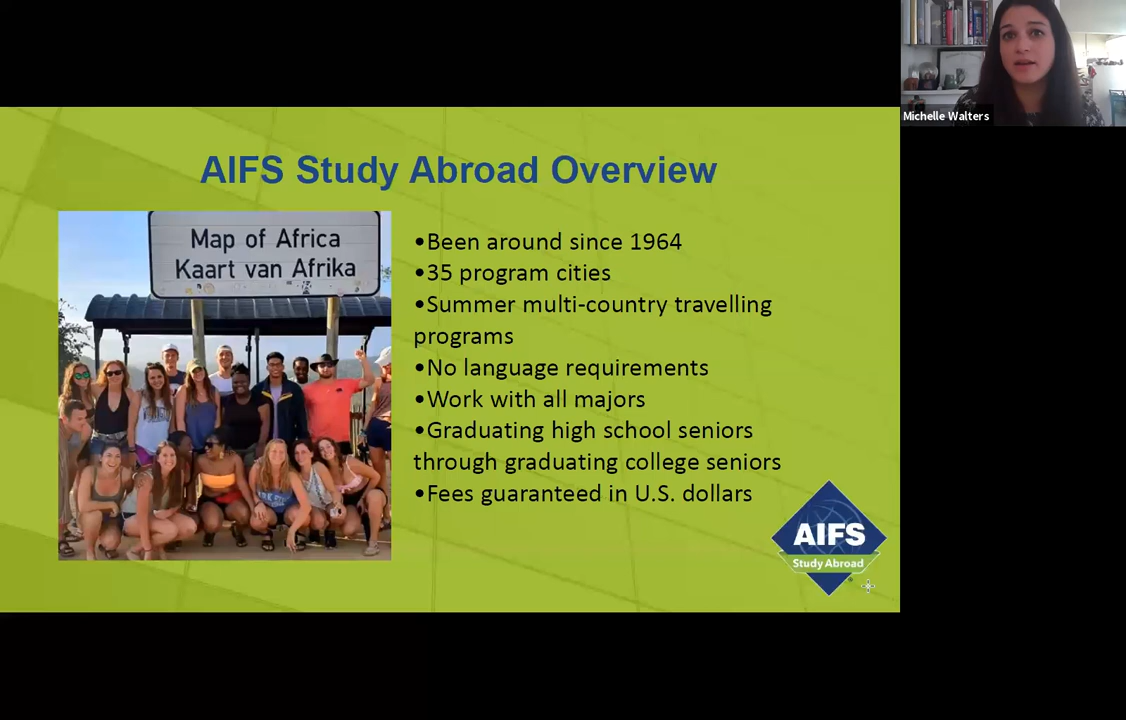 Michelle Walters
AIFS Study Abroad Overview
Map of Africa
Kaart van Afrika
•Been around since 1964
•35 program cities
•Summer multi-country travelling
programs
•No language requirements
•Work with all majors
•Graduating high school seniors
through graduating college seniors
•Fees guaranteed in U.S. dollars
AIFS
Study Abroad